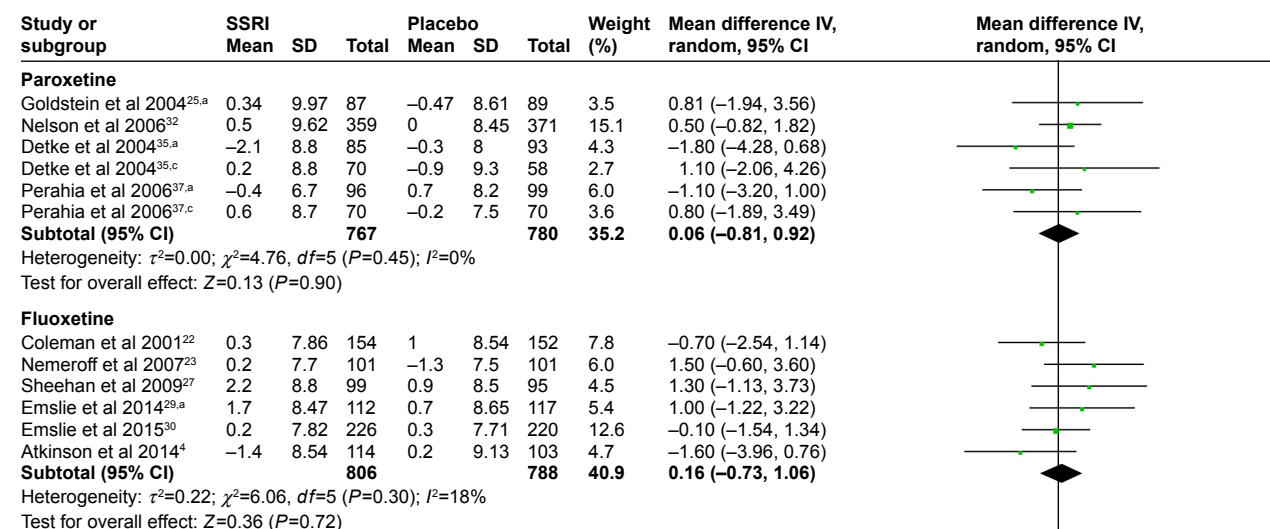 Study or SSRI Placebo Weight Mean difference IV, Mean difference IV,
subgroup Mean SD Total Mean SD Total (%) random, 95% CI random, 95% CI
Paroxetine
Goldstein et al 2004²⁵,ᵃ 0.34 9.97 87 –0.47 8.61 89 3.5 0.81 (–1.94, 3.56)
Nelson et al 2006³² 0.5 9.62 359 0 8.45 371 15.1 0.50 (–0.82, 1.82)
Detke et al 2004³⁵,ᵃ –2.1 8.8 85 –0.3 8 93 4.3 –1.80 (–4.28, 0.68)
Detke et al 2004³⁵,ᶜ 0.2 8.8 70 –0.9 9.3 58 2.7 1.10 (–2.06, 4.26)
Perahia et al 2006³⁷,ᵃ –0.4 6.7 96 0.7 8.2 99 6.0 –1.10 (–3.20, 1.00)
Perahia et al 2006³⁷,ᶜ 0.6 8.7 70 –0.2 7.5 70 3.6 0.80 (–1.89, 3.49)
Subtotal (95% CI) 767 780 35.2 0.06 (–0.81, 0.92)
Heterogeneity: τ²=0.00; χ²=4.76, df=5 (P=0.45); I²=0%
Test for overall effect: Z=0.13 (P=0.90)
Fluoxetine
Coleman et al 2001²² 0.3 7.86 154 1 8.54 152 7.8 –0.70 (–2.54, 1.14)
Nemeroff et al 2007²³ 0.2 7.7 101 –1.3 7.5 101 6.0 1.50 (–0.60, 3.60)
Sheehan et al 2009²⁷ 2.2 8.8 99 0.9 8.5 95 4.5 1.30 (–1.13, 3.73)
Emslie et al 2014²⁹,ᵃ 1.7 8.47 112 0.7 8.65 117 5.4 1.00 (–1.22, 3.22)
Emslie et al 2015³⁰ 0.2 7.82 226 0.3 7.71 220 12.6 –0.10 (–1.54, 1.34)
Atkinson et al 2014⁴ –1.4 8.54 114 0.2 9.13 103 4.7 –1.60 (–3.96, 0.76)
Subtotal (95% CI) 806 788 40.9 0.16 (–0.73, 1.06)
Heterogeneity: τ²=0.22; χ²=6.06, df=5 (P=0.30); I²=18%
Test for overall effect: Z=0.36 (P=0.72)